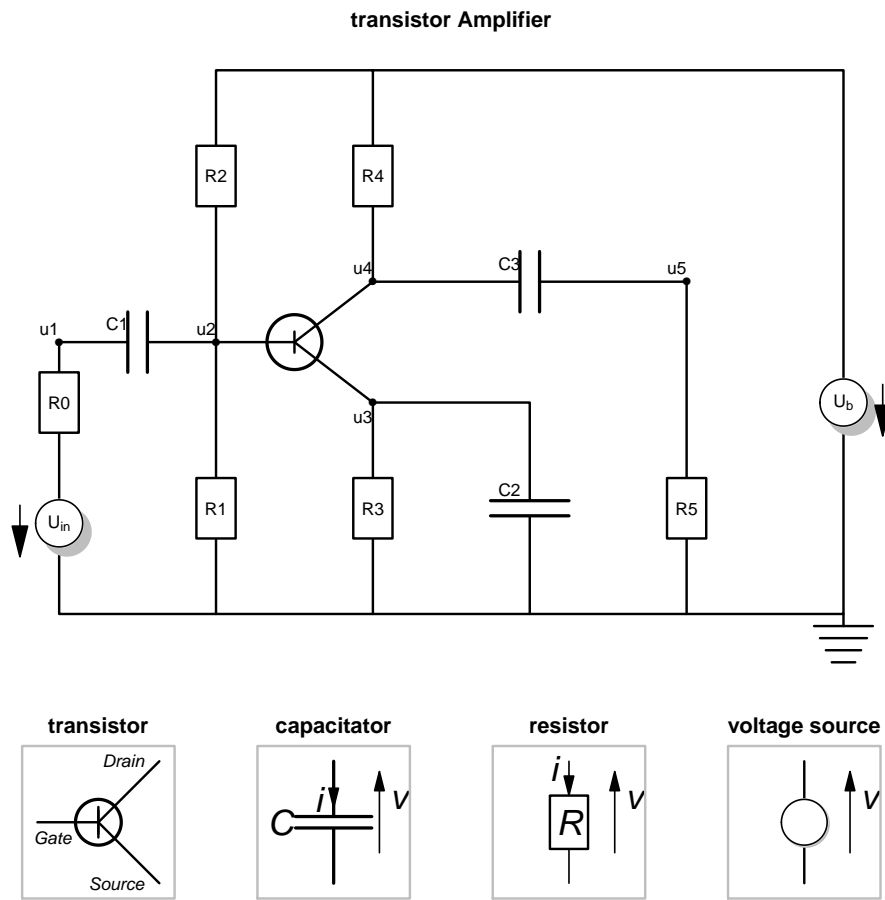 transistor Amplifier
R2
R4
u4
C3
u5
u1
C1
u2
R0
U_b
u3
C2
R1
R3
R5
U_in
transistor
capacitator
resistor
voltage source
Drain
Gate
Source
i
C
v
i
R
v
v